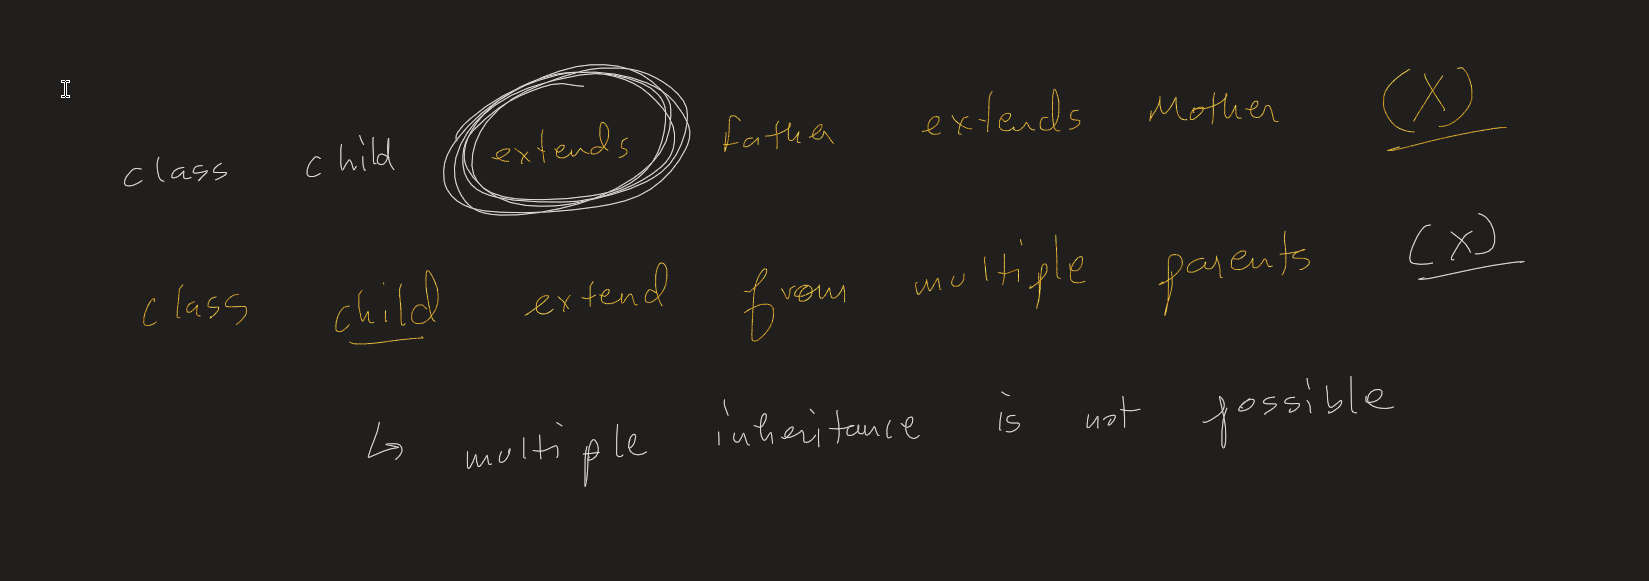 class child extends father extends Mother (X)
class child extend from multiple parents (X)
↳ multiple inheritance is not possible